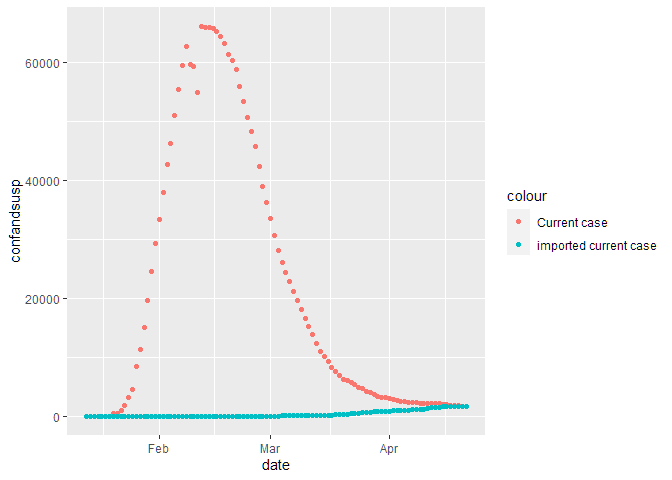 confandsusp
60000
40000
20000
0
Feb
Mar
Apr
date
colour
Current case
imported current case